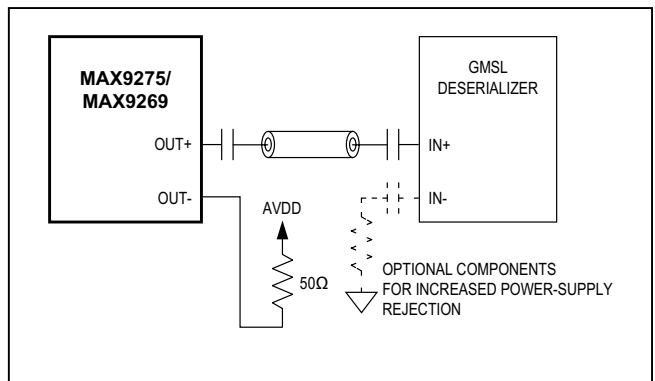 MAX9275/
MAX9269
GMSL
DESERIALIZER
OUT+
IN+
OUT-
IN-
AVDD
50Ω
OPTIONAL COMPONENTS
FOR INCREASED POWER-SUPPLY
REJECTION